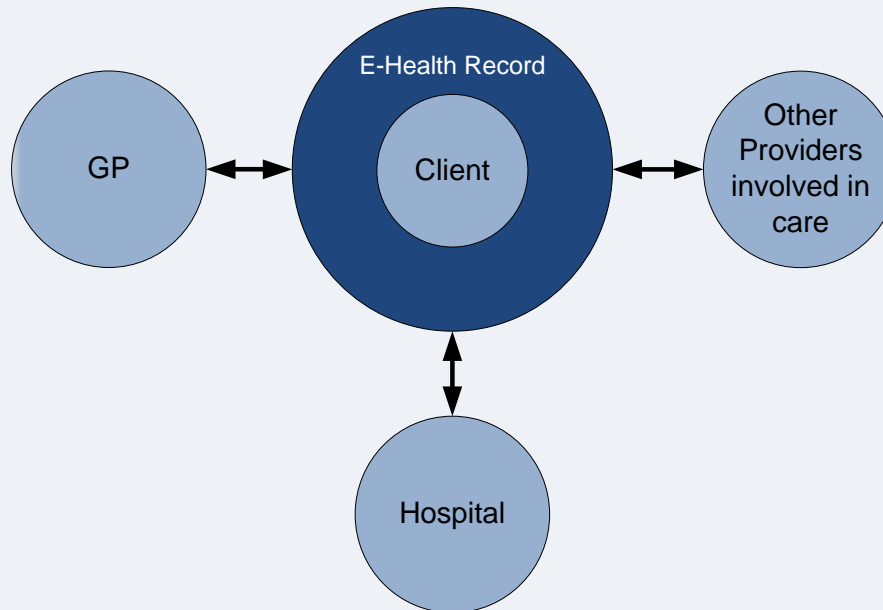 E-Health Record
GP
Client
Other
Providers
involved in
care
Hospital